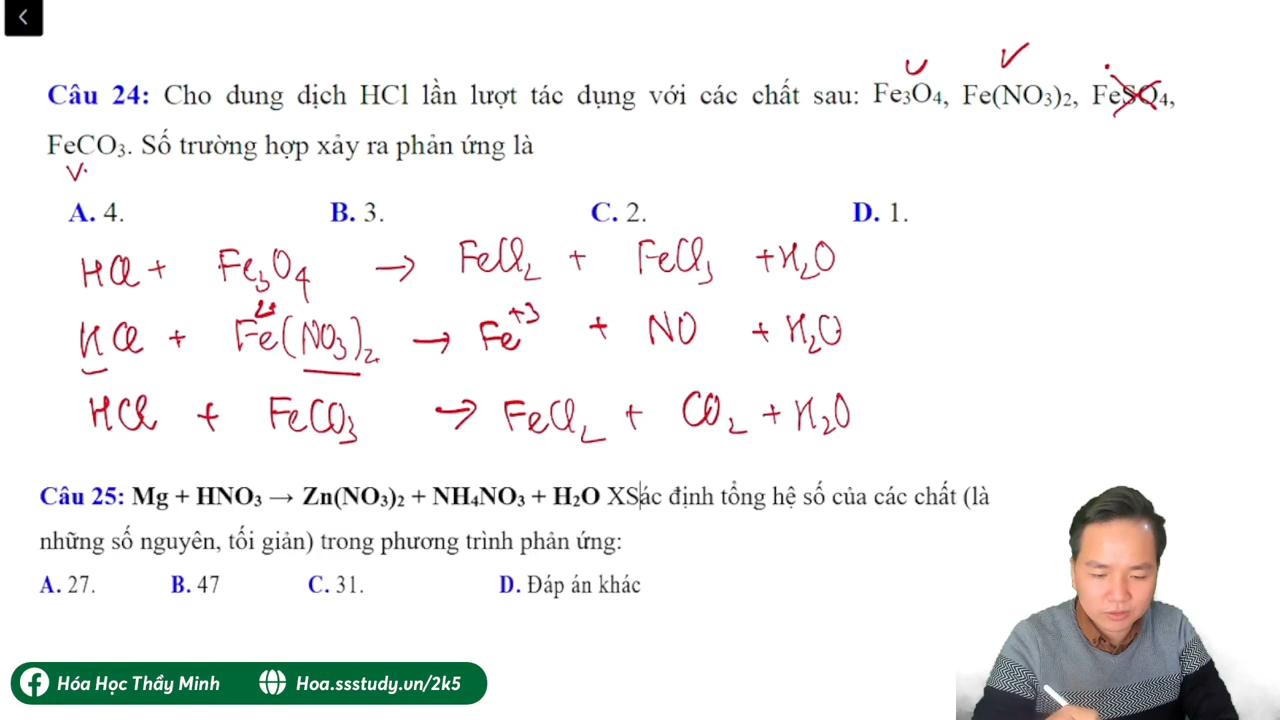 Câu 24: Cho dung dịch HCl lần lượt tác dụng với các chất sau: Fe₃O₄, Fe(NO₃)₂, FeSO₄,
FeCO₃. Số trường hợp xảy ra phản ứng là
A. 4. B. 3. C. 2. D. 1.
HCl + Fe₃O₄ → FeCl₂ + FeCl₃ + H₂O
2+
HCl + Fe(NO₃)₂ → Fe⁺³ + NO + H₂O
HCl + FeCO₃ → FeCl₂ + CO₂ + H₂O
Câu 25: Mg + HNO₃ → Zn(NO₃)₂ + NH₄NO₃ + H₂O XSác định tổng hệ số của các chất (là
những số nguyên, tối giản) trong phương trình phản ứng:
A. 27. B. 47 C. 31. D. Đáp án khác
Hóa Học Thầy Minh Hoa.ssstudy.vn/2k5